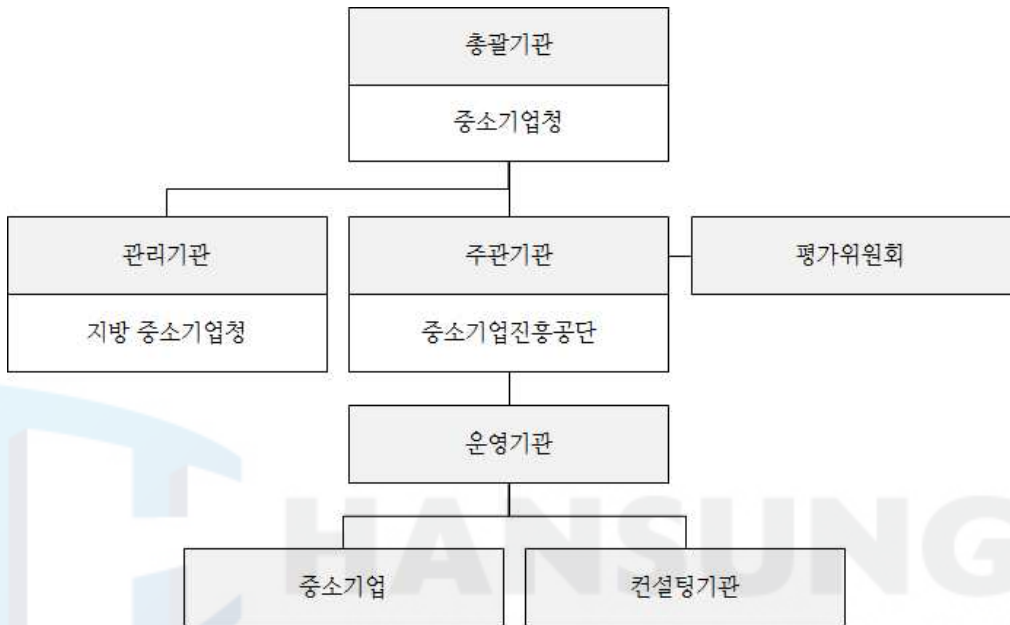 총괄기관
중소기업청
관리기관
주관기관
평가위원회
지방 중소기업청
중소기업진흥공단
운영기관
HANSUNG
중소기업
컨설팅기관